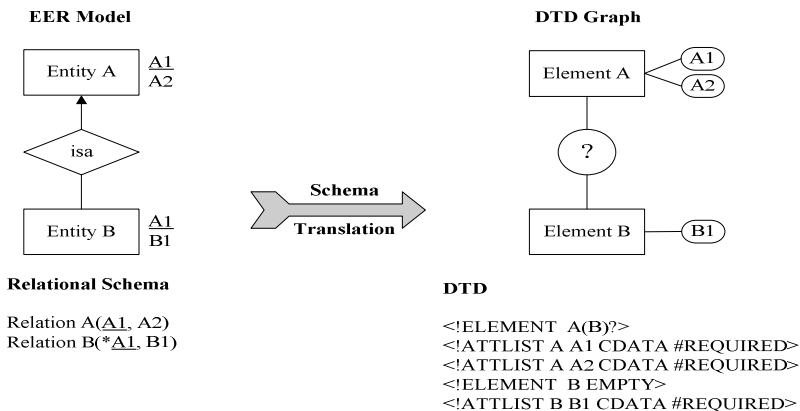 EER Model
DTD Graph
Entity A
A1
A2
isa
Entity B
A1
B1
Schema
Translation
Element A
A1
A2
?
Element B
B1
Relational Schema
Relation A(A1, A2)
Relation B(*A1, B1)
DTD
<!ELEMENT A(B)?>
<!ATTLIST A A1 CDATA #REQUIRED>
<!ATTLIST A A2 CDATA #REQUIRED>
<!ELEMENT B EMPTY>
<!ATTLIST B B1 CDATA #REQUIRED>